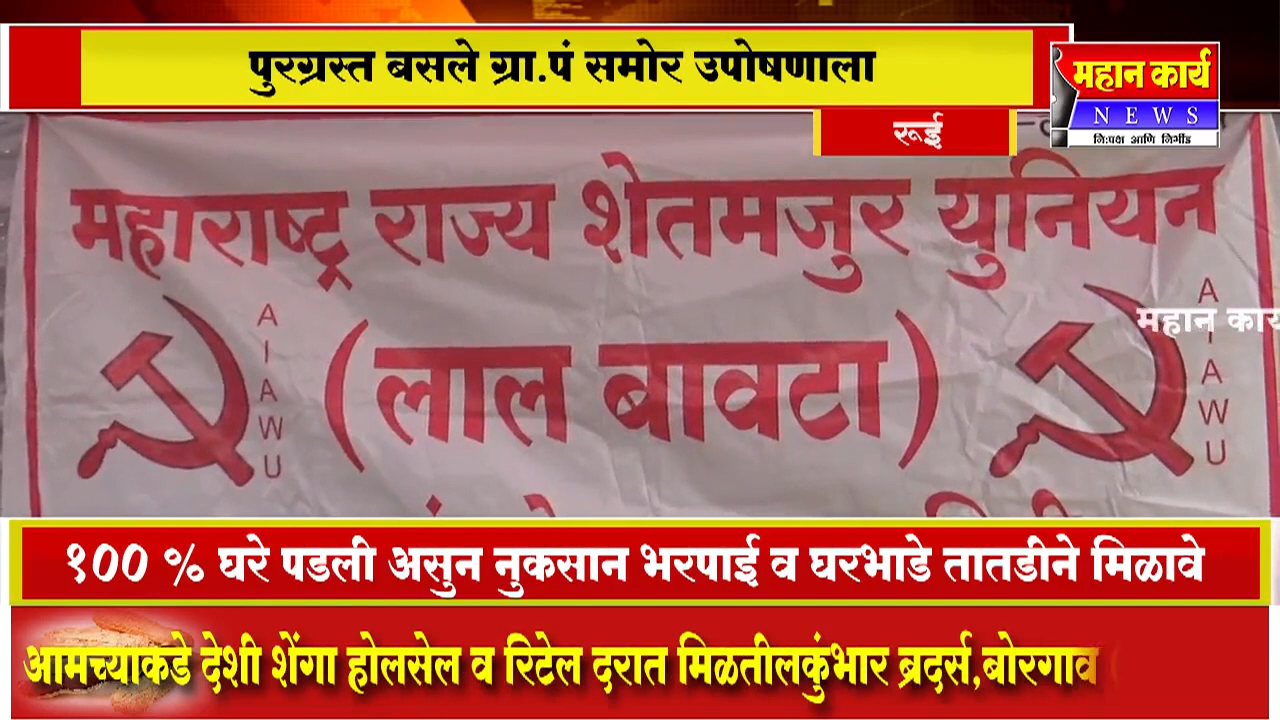 पुरग्रस्त बसले ग्रा.पं समोर उपोषणाला
महान कार्य
NEWS
निःपक्ष आणि निर्भीड
रूई
महाराष्ट्र राज्य शेतमजुर युनियन
AIAWU
(लाल बावटा)
AIAWU
महान कार्य
१०० % घरे पडली असुन नुकसान भरपाई व घरभाडे तातडीने मिळावे
आमच्याकडे देशी शेंगा होलसेल व रिटेल दरात मिळतीलकुंभार ब्रदर्स,बोरगाव